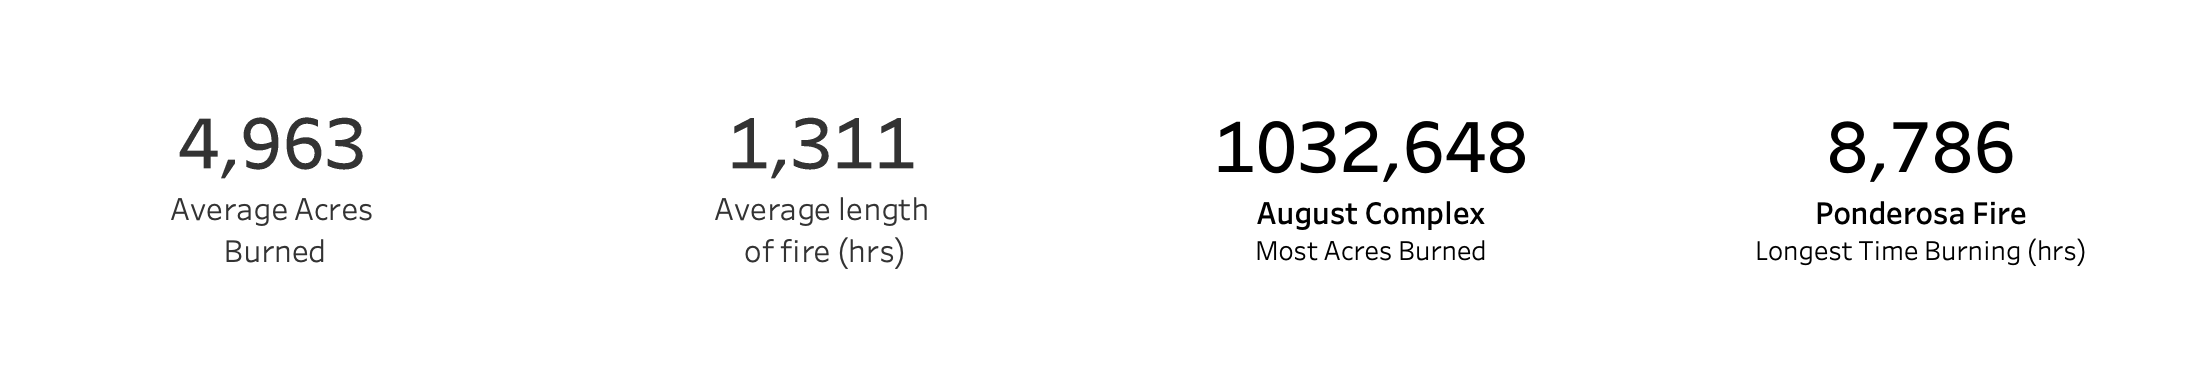 4,963
Average Acres
Burned
1,311
Average length
of fire (hrs)
1032,648
August Complex
Most Acres Burned
8,786
Ponderosa Fire
Longest Time Burning (hrs)